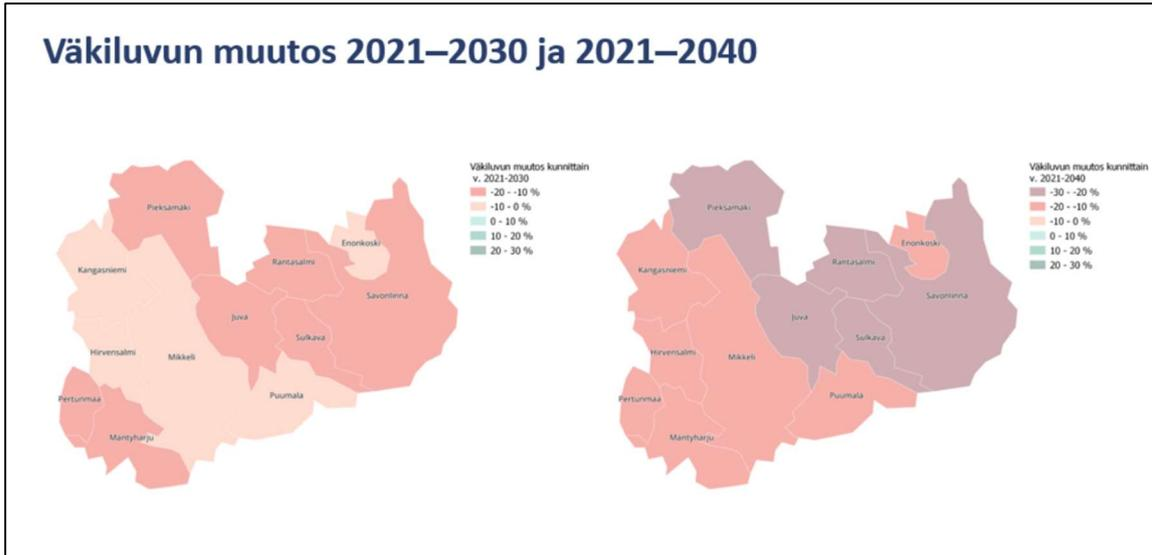 Väkiluvun muutos 2021–2030 ja 2021–2040
Väkiluvun muutos kunnittain
v. 2021-2030
-20 - -10 %
-10 - 0 %
0 - 10 %
10 - 20 %
20 - 30 %
Pieksämäki
Kangasniemi
Rantasalmi
Enonkoski
Savonlinna
Juva
Sulkava
Hirvensalmi
Mikkeli
Puumala
Pertunmaa
Mäntyharju
Väkiluvun muutos kunnittain
v. 2021-2040
-30 - -20 %
-20 - -10 %
-10 - 0 %
0 - 10 %
10 - 20 %
20 - 30 %
Pieksämäki
Kangasniemi
Rantasalmi
Enonkoski
Savonlinna
Juva
Sulkava
Hirvensalmi
Mikkeli
Puumala
Pertunmaa
Mäntyharju